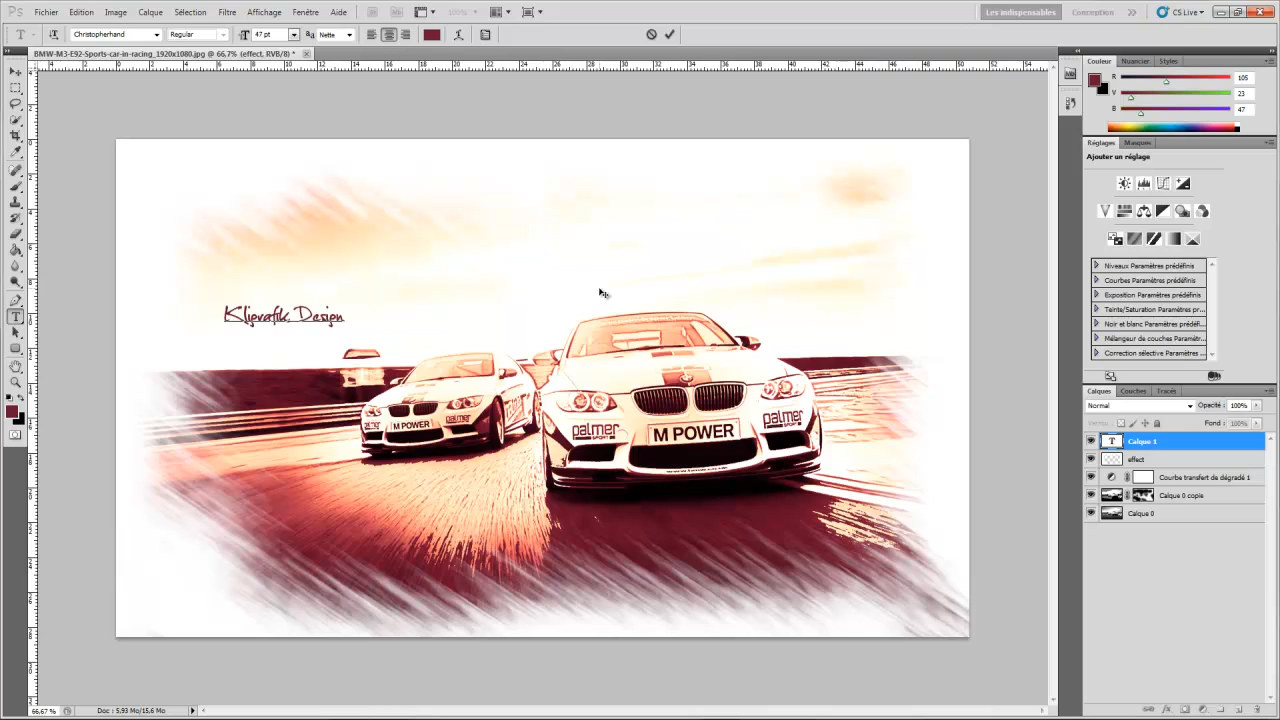 Fichier Edition Image Calque Sélection Filtre Affichage Fenêtre Aide
Les indispensables Conception CS Live
Christopherhand Regular 47 pt Nette
BMW-M3-E92-Sports-car-in-racing_1920x1080.jpg @ 66,7% (effect, RVB/8) *
Couleur Nuancier Styles
R 105
V 23
B 47
Réglages Masques
Ajouter un réglage
Niveaux Paramètres prédéfinis
Courbes Paramètres prédéfinis
Exposition Paramètres prédéfinis
Teinte/Saturation Paramètres pr...
Noir et blanc Paramètres prédéfi...
Mélangeur de couches Paramètr...
Correction sélective Paramètres ...
Calques Couches Tracés
Normal Opacité : 100%
Fond : 100%
Calque 1
effect
Courbe transfert de dégradé 1
Calque 0 copie
Calque 0
Kligrafik Design
palmer
M POWER
palmer
palmer
SPORT
M POWER
palmer
SPORT
66,67 % Doc : 5,93 Mo/15,6 Mo